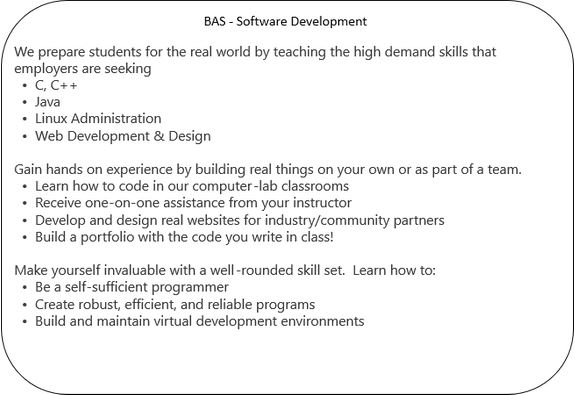 BAS - Software Development
We prepare students for the real world by teaching the high demand skills that
employers are seeking
• C, C++
• Java
• Linux Administration
• Web Development & Design
Gain hands on experience by building real things on your own or as part of a team.
• Learn how to code in our computer-lab classrooms
• Receive one-on-one assistance from your instructor
• Develop and design real websites for industry/community partners
• Build a portfolio with the code you write in class!
Make yourself invaluable with a well-rounded skill set. Learn how to:
• Be a self-sufficient programmer
• Create robust, efficient, and reliable programs
• Build and maintain virtual development environments